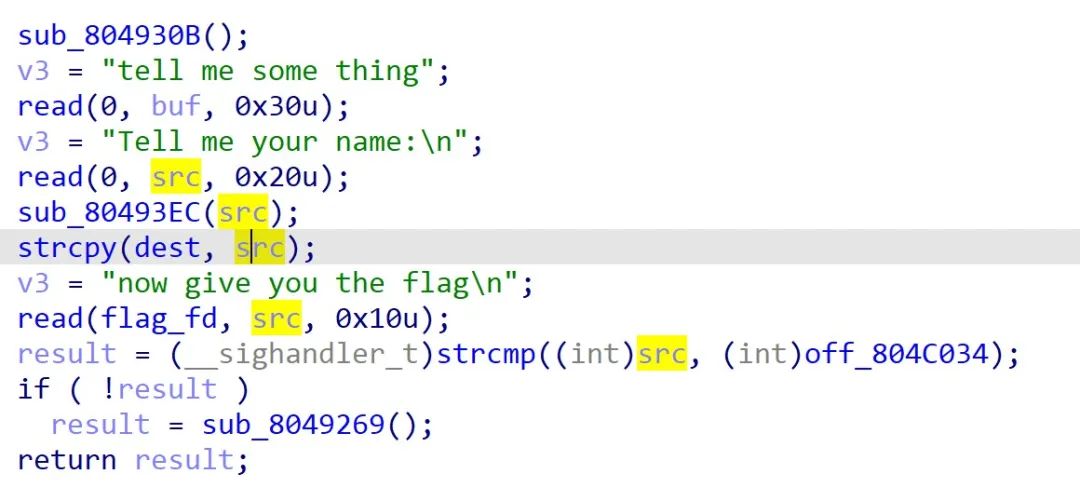 sub_804930B();
v3 = "tell me some thing";
read(0, buf, 0x30u);
v3 = "Tell me your name:\n";
read(0, src, 0x20u);
sub_80493EC(src);
strcpy(dest, src);
v3 = "now give you the flag\n";
read(flag_fd, src, 0x10u);
result = (__sighandler_t)strcmp((int)src, (int)off_804C034);
if ( !result )
  result = sub_8049269();
return result;